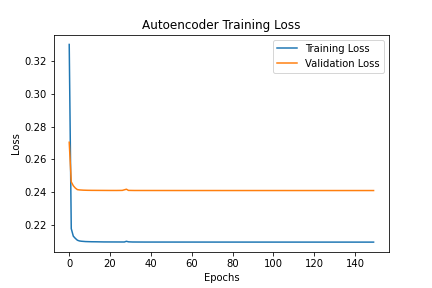 Autoencoder Training Loss
Training Loss
Validation Loss
Loss
0.32
0.30
0.28
0.26
0.24
0.22
0 20 40 60 80 100 120 140
Epochs